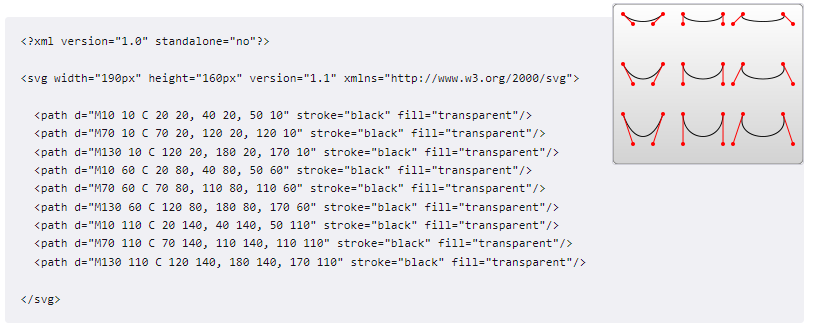 <?xml version="1.0" standalone="no"?>
<svg width="190px" height="160px" version="1.1" xmlns="http://www.w3.org/2000/svg">
<path d="M10 10 C 20 20, 40 20, 50 10" stroke="black" fill="transparent"/>
<path d="M70 10 C 70 20, 120 20, 120 10" stroke="black" fill="transparent"/>
<path d="M130 10 C 120 20, 180 20, 170 10" stroke="black" fill="transparent"/>
<path d="M10 60 C 20 80, 40 80, 50 60" stroke="black" fill="transparent"/>
<path d="M70 60 C 70 80, 110 80, 110 60" stroke="black" fill="transparent"/>
<path d="M130 60 C 120 80, 180 80, 170 60" stroke="black" fill="transparent"/>
<path d="M10 110 C 20 140, 40 140, 50 110" stroke="black" fill="transparent"/>
<path d="M70 110 C 70 140, 110 140, 110 110" stroke="black" fill="transparent"/>
<path d="M130 110 C 120 140, 180 140, 170 110" stroke="black" fill="transparent"/>
</svg>